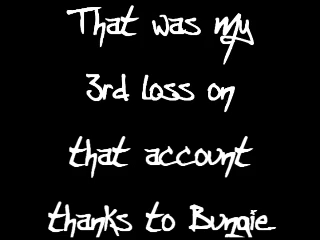 That was my
3rd loss on
that account
thanks to Bungie